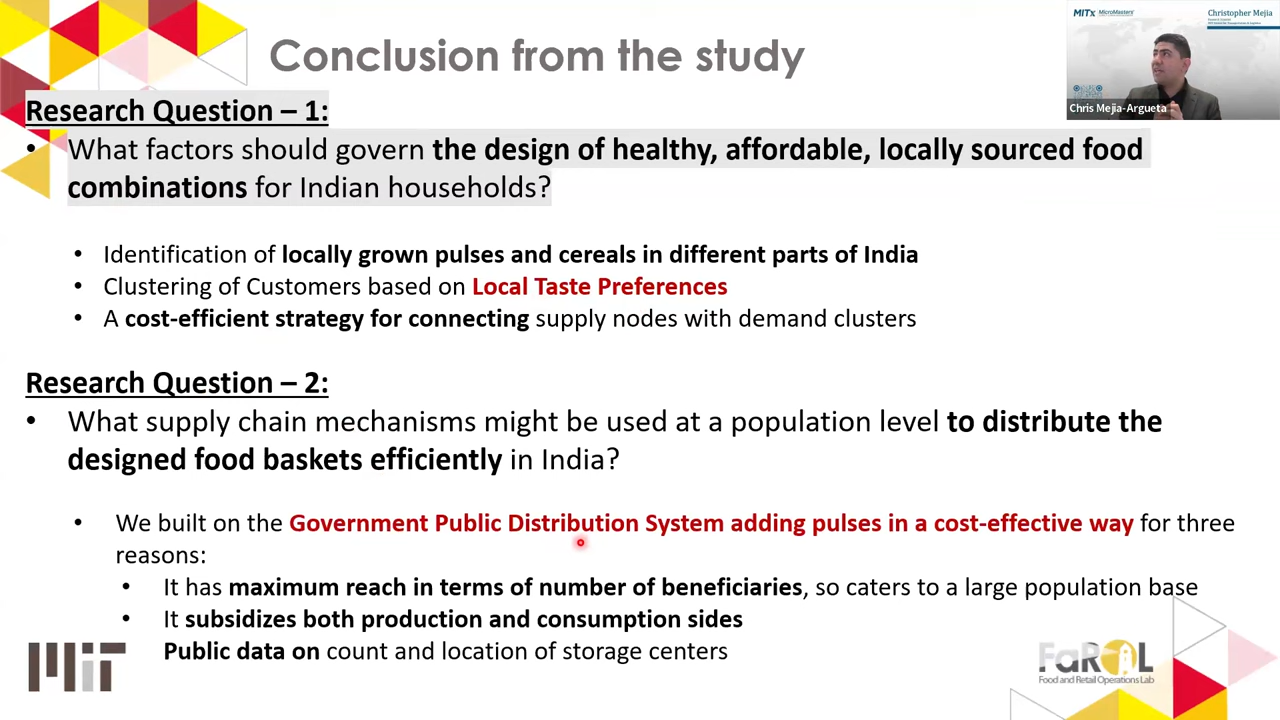 Conclusion from the study
MITx MicroMasters
Christopher Mejia
Chris Mejia-Argueta
Research Question – 1:
• What factors should govern the design of healthy, affordable, locally sourced food
combinations for Indian households?
• Identification of locally grown pulses and cereals in different parts of India
• Clustering of Customers based on Local Taste Preferences
• A cost-efficient strategy for connecting supply nodes with demand clusters
Research Question – 2:
• What supply chain mechanisms might be used at a population level to distribute the
designed food baskets efficiently in India?
• We built on the Government Public Distribution System adding pulses in a cost-effective way for three
reasons:
• It has maximum reach in terms of number of beneficiaries, so caters to a large population base
• It subsidizes both production and consumption sides
Public data on count and location of storage centers
MIT
FaROL
Food and Retail Operations Lab